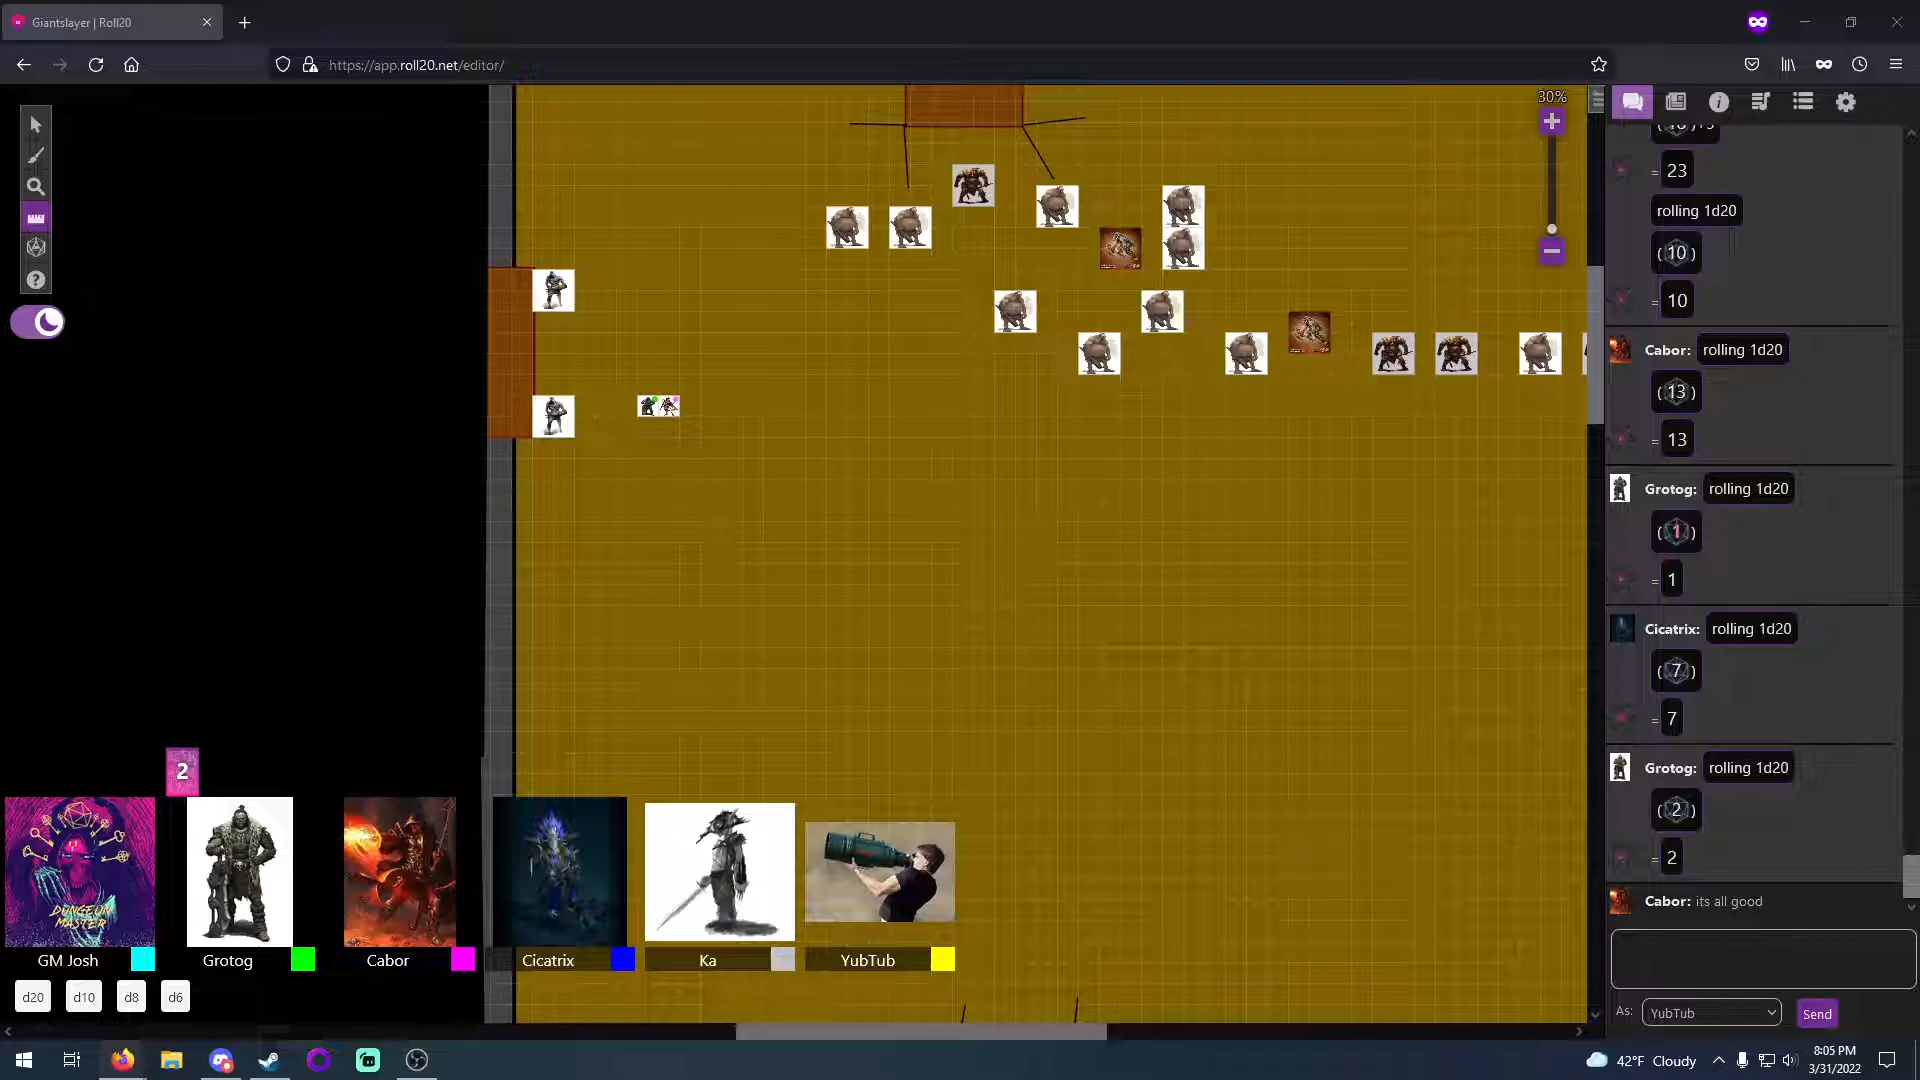 Giantslayer | Roll20
https://app.roll20.net/editor/
30%
= 23
rolling 1d20
(10)
= 10
Cabor: rolling 1d20
(13)
= 13
Grotog: rolling 1d20
(1)
= 1
Cicatrix: rolling 1d20
(7)
= 7
Grotog: rolling 1d20
(2)
= 2
Cabor: its all good
2
DUNGEON
MASTER
GM Josh
Grotog
Cabor
Cicatrix
Ka
YubTub
d20
d10
d8
d6
As: YubTub
Send
42°F Cloudy
8:05 PM
3/31/2022